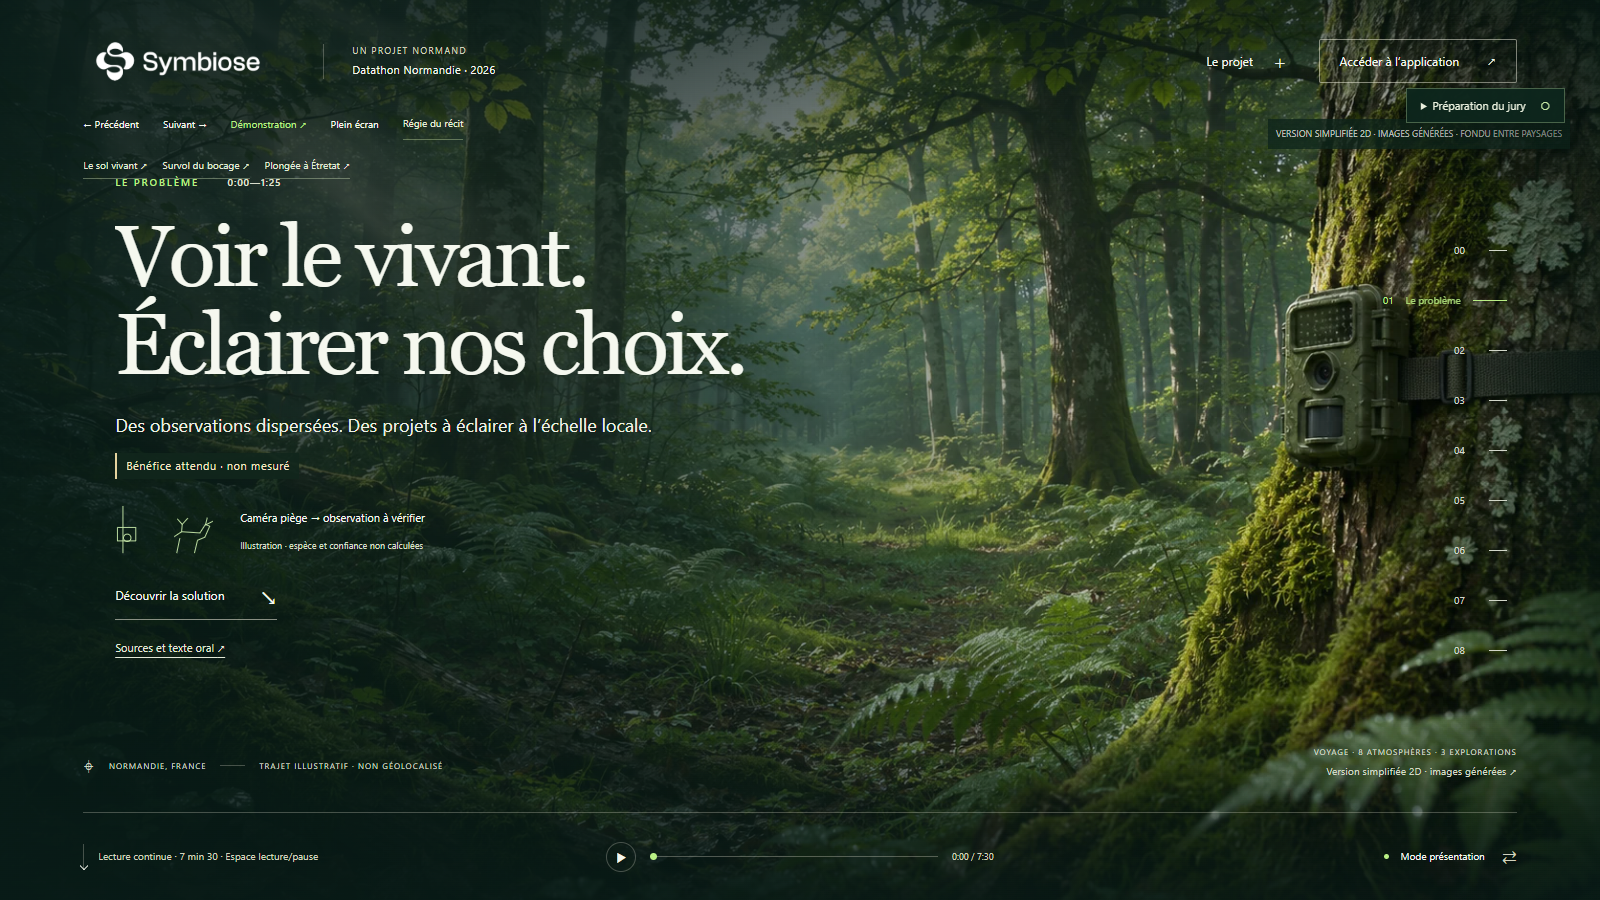 Symbiose
UN PROJET NORMAND
Datathon Normandie · 2026
Le projet +
Accéder à l'application ↗
▶ Préparation du jury
VERSION SIMPLIFIÉE 2D · IMAGES GÉNÉRÉES · FONDU ENTRE PAYSAGES
← Précédent
Suivant →
Démonstration ↗
Plein écran
Régie du récit
Le sol vivant ↗
Survol du bocage ↗
Plongée à Étretat ↗
LE PROBLÈME 0:00—1:25
Voir le vivant.
Éclairer nos choix.
Des observations dispersées. Des projets à éclairer à l'échelle locale.
Bénéfice attendu · non mesuré
Caméra piège → observation à vérifier
Illustration · espèce et confiance non calculées
Découvrir la solution ↘
Sources et texte oral ↗
00
01 Le problème
02
03
04
05
06
07
08
NORMANDIE, FRANCE
TRAJET ILLUSTRATIF · NON GÉOLOCALISÉ
VOYAGE · 8 ATMOSPHÈRES · 3 EXPLORATIONS
Version simplifiée 2D · images générées ↗
Lecture continue · 7 min 30 · Espace lecture/pause
0:00 / 7:30
Mode présentation